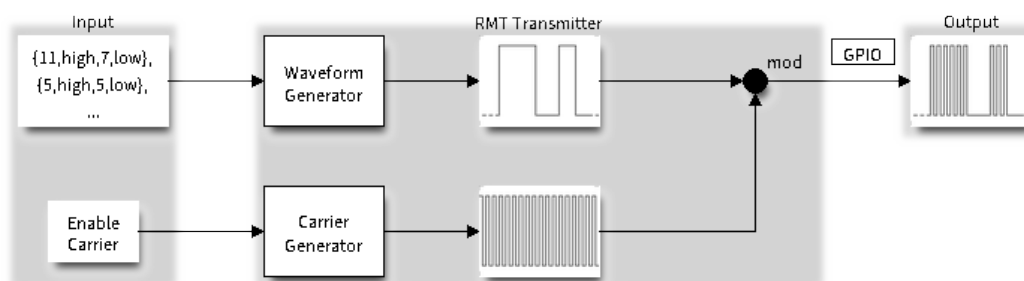 Input
RMT Transmitter
Output
{11,high,7,low},
{5,high,5,low},
...
Waveform
Generator
mod
GPIO
Enable
Carrier
Carrier
Generator